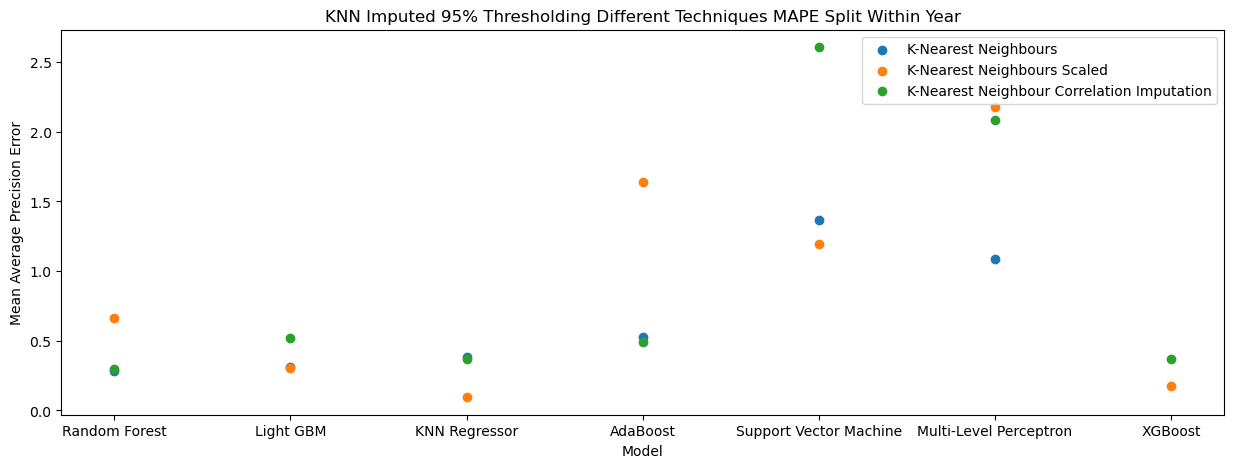 KNN Imputed 95% Thresholding Different Techniques MAPE Split Within Year
K-Nearest Neighbours
K-Nearest Neighbours Scaled
K-Nearest Neighbour Correlation Imputation
Mean Average Precision Error
2.5
2.0
1.5
1.0
0.5
0.0
Random Forest
Light GBM
KNN Regressor
AdaBoost
Support Vector Machine
Multi-Level Perceptron
XGBoost
Model